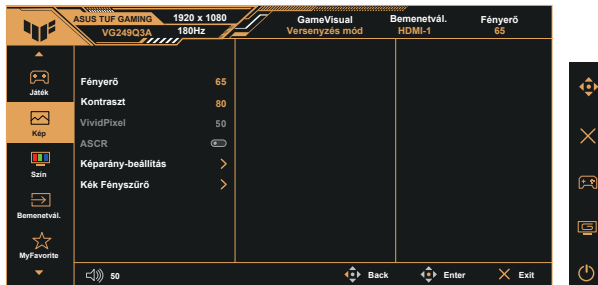 ASUS TUF GAMING 1920 x 1080 GameVisual Bemenetvál. Fényerő
VG249Q3A 180Hz Versenyzés mód HDMI-1 65
Játék
Kép
Szín
Bemenetvál.
MyFavorite
Fényerő 65
Kontraszt 80
VividPixel 50
ASCR
Képarány-beállítás
Kék Fényszűrő
50 Back Enter Exit